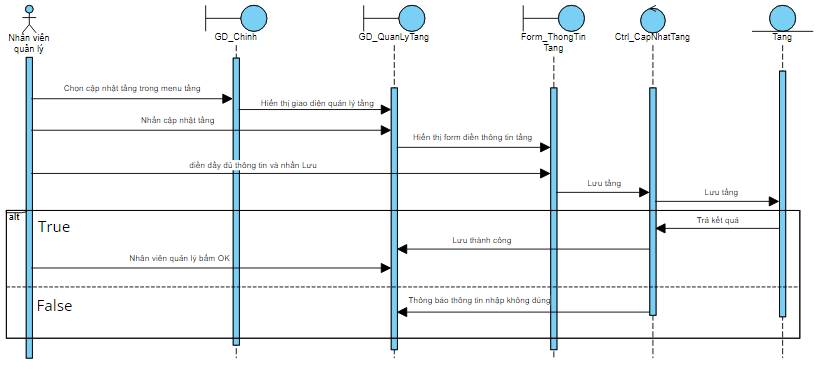 Nhân viên
quản lý
GD_Chinh
GD_QuanLyTang
Form_ThongTin
Tang
Ctrl_CapNhatTang
Tang
Chọn cập nhật tầng trong menu tầng
Hiển thị giao diện quản lý tầng
Nhấn cập nhật tầng
Hiển thị form điền thông tin tầng
điền đầy đủ thông tin và nhấn Lưu
Lưu tầng
Lưu tầng
alt
True
Trả kết quả
Lưu thành công
Nhân viên quản lý bấm OK
False
Thông báo thông tin nhập không đúng